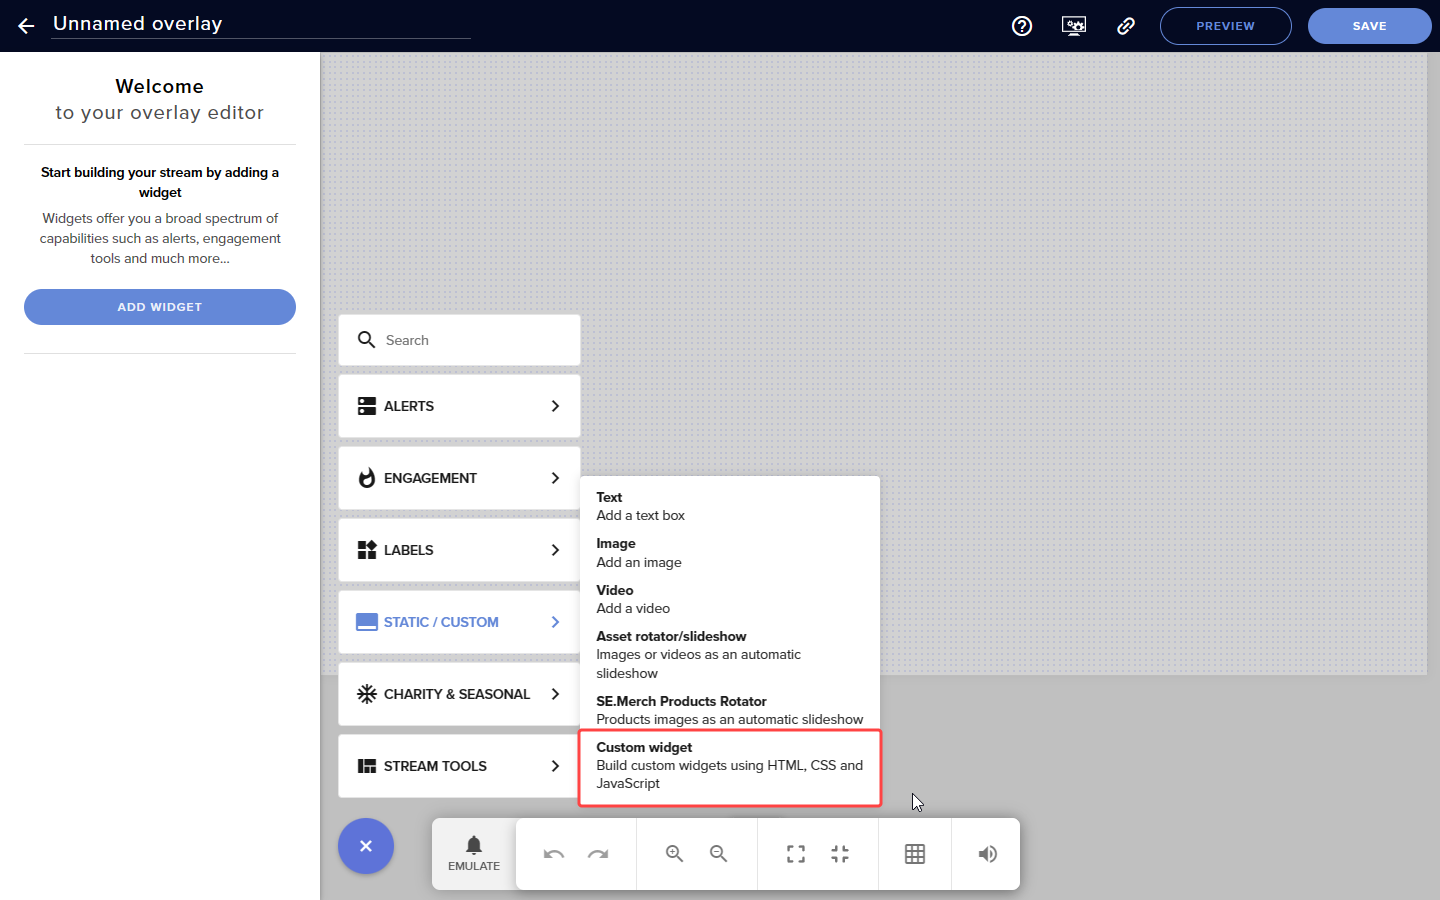 Unnamed overlay
PREVIEW
SAVE
Welcome
to your overlay editor
Start building your stream by adding a
widget
Widgets offer you a broad spectrum of
capabilities such as alerts, engagement
tools and much more...
ADD WIDGET
Search
ALERTS
ENGAGEMENT
LABELS
STATIC / CUSTOM
CHARITY & SEASONAL
STREAM TOOLS
Text
Add a text box
Image
Add an image
Video
Add a video
Asset rotator/slideshow
Images or videos as an automatic
slideshow
SE.Merch Products Rotator
Products images as an automatic slideshow
Custom widget
Build custom widgets using HTML, CSS and
JavaScript
EMULATE